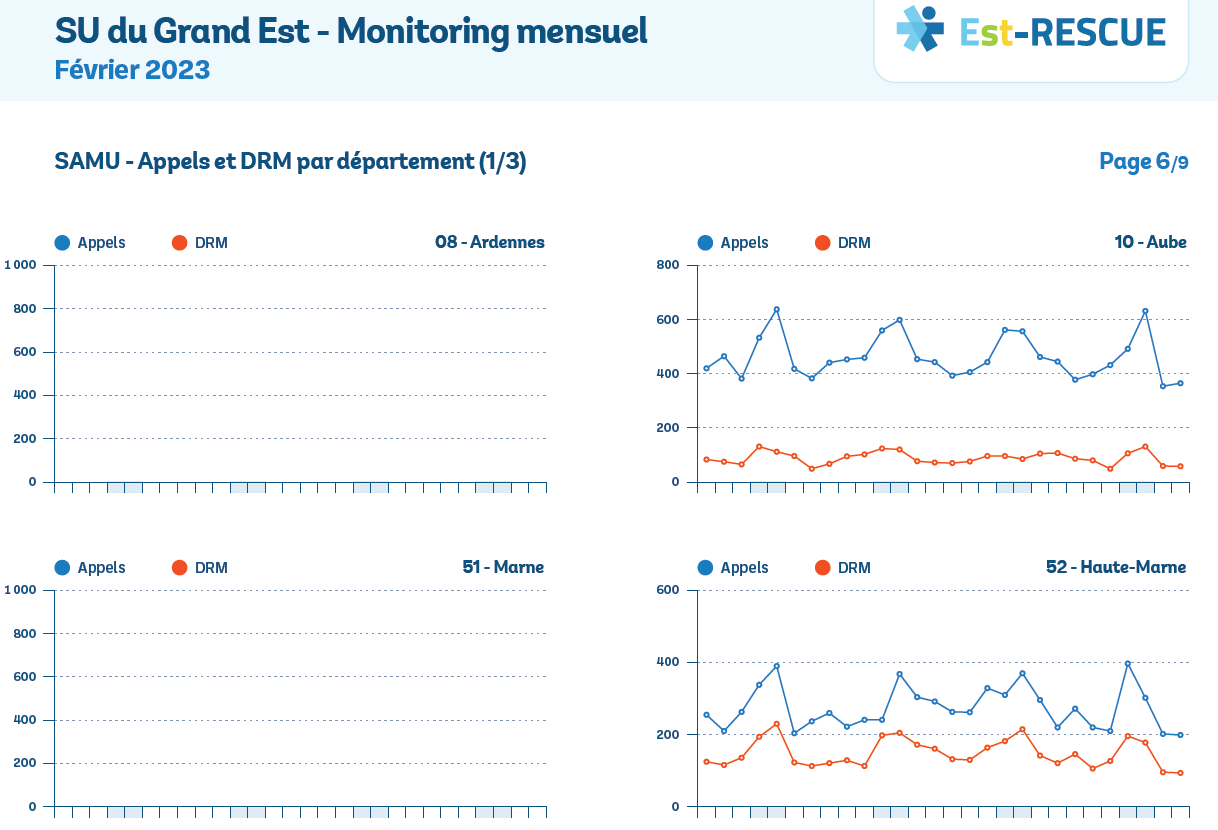 SU du Grand Est - Monitoring mensuel
Février 2023
Est-RESCUE
SAMU - Appels et DRM par département (1/3)
Page 6/9
Appels
DRM
08 - Ardennes
1 000
800
600
400
200
0
Appels
DRM
10 - Aube
800
600
400
200
0
Appels
DRM
51 - Marne
1 000
800
600
400
200
0
Appels
DRM
52 - Haute-Marne
600
400
200
0